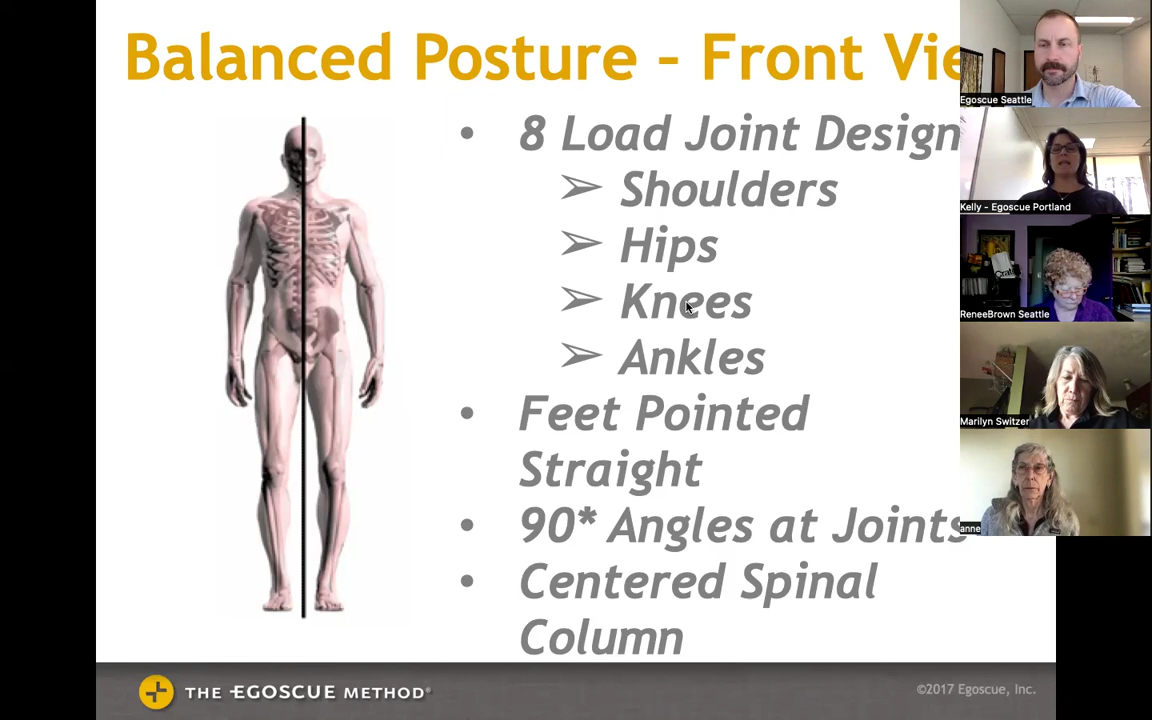 Balanced Posture - Front Vie
• 8 Load Joint Design
➢ Shoulders
➢ Hips
➢ Knees
➢ Ankles
• Feet Pointed
Straight
• 90* Angles at Joints
• Centered Spinal
Column
THE EGOSCUE METHOD®
©2017 Egoscue, Inc.
Egoscue Seattle
Kelly - Egoscue Portland
ReneeBrown Seattle
Marilyn Switzer
anne